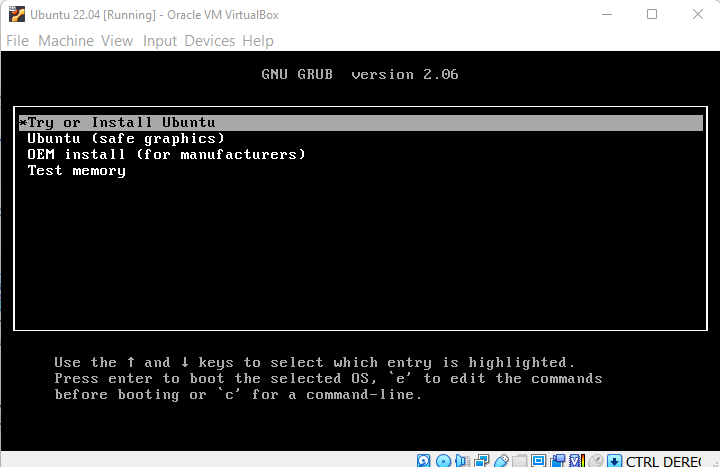 Ubuntu 22.04 [Running] - Oracle VM VirtualBox
File Machine View Input Devices Help
GNU GRUB version 2.06
*Try or Install Ubuntu
Ubuntu (safe graphics)
OEM install (for manufacturers)
Test memory
Use the ↑ and ↓ keys to select which entry is highlighted.
Press enter to boot the selected OS, `e' to edit the commands
before booting or `c' for a command-line.
CTRL DEREC